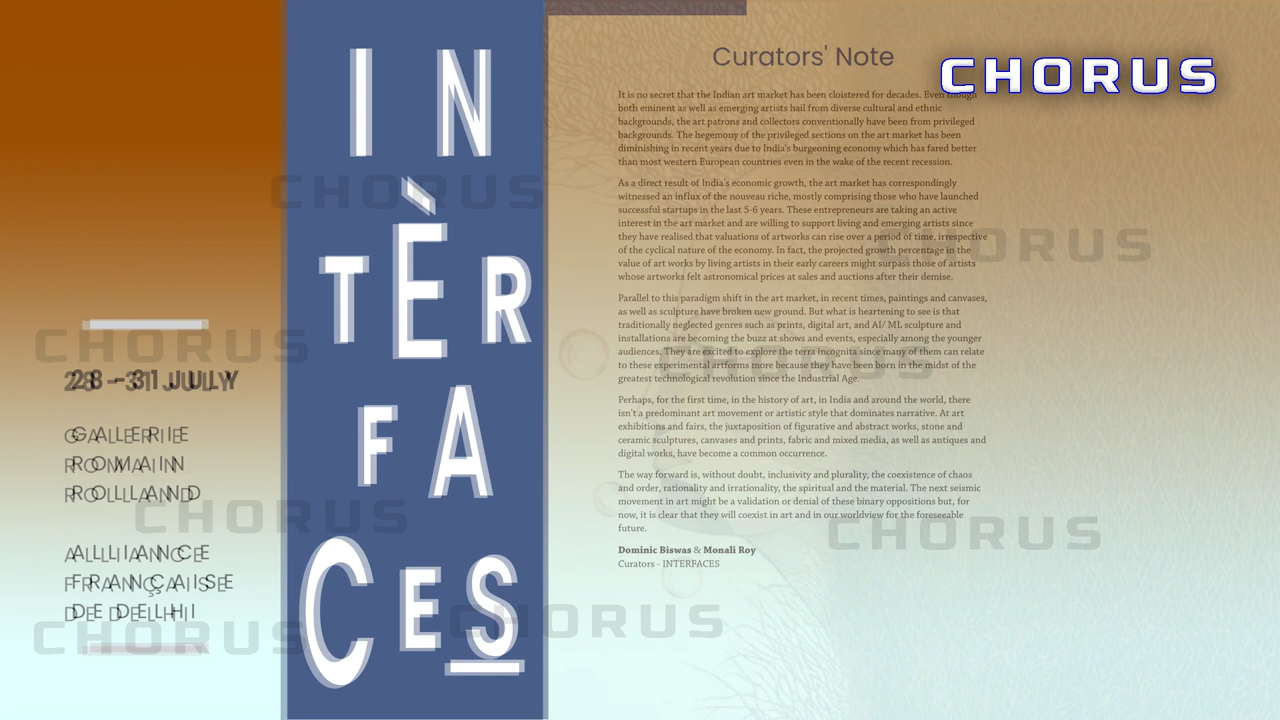 28 - 31 JULY
GALERIE
ROMAIN
ROLLAND
ALLIANCE
FRANÇAISE
DE DELHI
IN
TÈR
FA
CES
Curators' Note
CHORUS
It is no secret that the Indian art market has been cloistered for decades. Even though
both eminent as well as emerging artists hail from diverse cultural and ethnic
backgrounds, the art patrons and collectors conventionally have been from privileged
backgrounds. The hegemony of the privileged sections on the art market has been
diminishing in recent years due to India's burgeoning economy which has fared better
than most western European countries even in the wake of the recent recession.
As a direct result of India's economic growth, the art market has correspondingly
witnessed an influx of the nouveau riche, mostly comprising those who have launched
successful startups in the last 5-6 years. These entrepreneurs are taking an active
interest in the art market and are willing to support living and emerging artists since
they have realised that valuations of artworks can rise over a period of time, irrespective
of the cyclical nature of the economy. In fact, the projected growth percentage in the
value of art works by living artists in their early careers might surpass those of artists
whose artworks felt astronomical prices at sales and auctions after their demise.
Parallel to this paradigm shift in the art market, in recent times, paintings and canvases,
as well as sculpture have broken new ground. But what is heartening to see is that
traditionally neglected genres such as prints, digital art, and AI/ ML sculpture and
installations are becoming the buzz at shows and events, especially among the younger
audiences. They are excited to explore the terra incognita since many of them can relate
to these experimental artforms more because they have been born in the midst of the
greatest technological revolution since the Industrial Age.
Perhaps, for the first time, in the history of art, in India and around the world, there
isn't a predominant art movement or artistic style that dominates narrative. At art
exhibitions and fairs, the juxtaposition of figurative and abstract works, stone and
ceramic sculptures, canvases and prints, fabric and mixed media, as well as antiques and
digital works, have become a common occurrence.
The way forward is, without doubt, inclusivity and plurality, the coexistence of chaos
and order, rationality and irrationality, the spiritual and the material. The next seismic
movement in art might be a validation or denial of these binary oppositions but, for
now, it is clear that they will coexist in art and in our worldview for the foreseeable
future.
Dominic Biswas & Monali Roy
Curators - INTERFACES
CHORUS
CHORUS
CHORUS
CHORUS
CHORUS
CHORUS
CHORUS
CHORUS